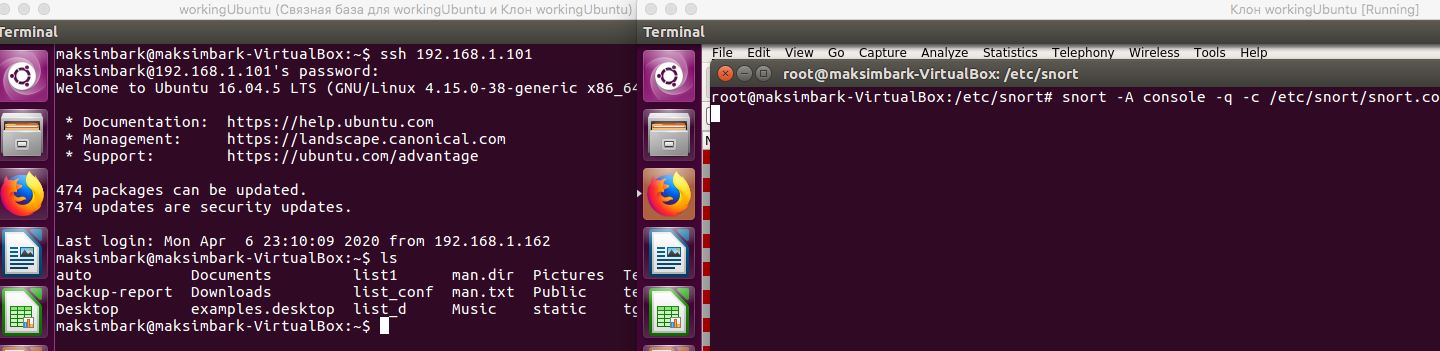 workingUbuntu (Связная база для workingUbuntu и Клон workingUbuntu)
Terminal
maksimbark@maksimbark-VirtualBox:~$ ssh 192.168.1.101
maksimbark@192.168.1.101's password:
Welcome to Ubuntu 16.04.5 LTS (GNU/Linux 4.15.0-38-generic x86_64
* Documentation:  https://help.ubuntu.com
* Management:     https://landscape.canonical.com
* Support:        https://ubuntu.com/advantage
474 packages can be updated.
374 updates are security updates.
Last login: Mon Apr  6 23:10:09 2020 from 192.168.1.162
maksimbark@maksimbark-VirtualBox:~$ ls
auto           Documents         list1      man.dir  Pictures  Te
backup-report  Downloads         list_conf  man.txt  Public    te
Desktop        examples.desktop  list_d     Music    static    tg
maksimbark@maksimbark-VirtualBox:~$
Клон workingUbuntu [Running]
Terminal
File Edit View Go Capture Analyze Statistics Telephony Wireless Tools Help
root@maksimbark-VirtualBox: /etc/snort
root@maksimbark-VirtualBox:/etc/snort# snort -A console -q -c /etc/snort/snort.co